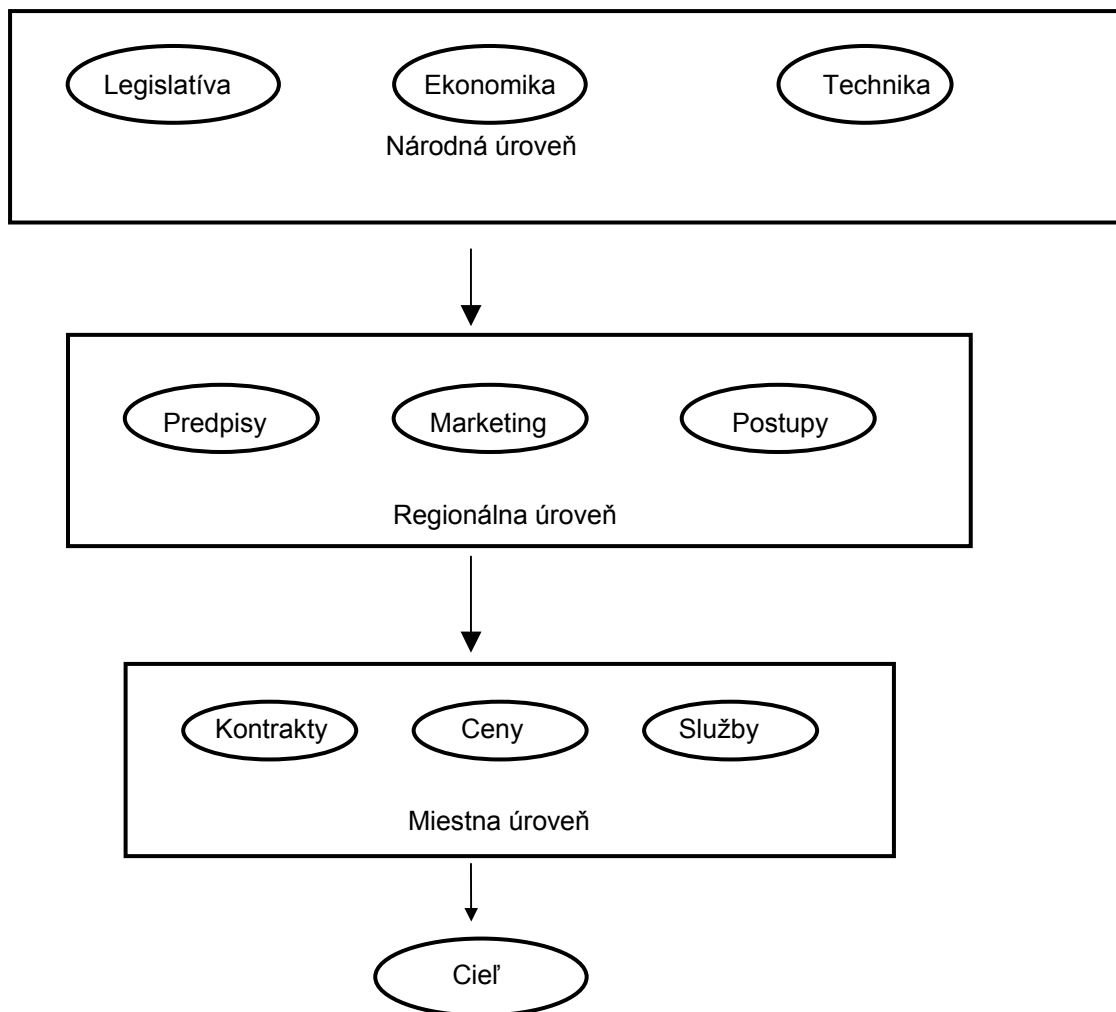 Legislatíva Ekonomika Technika
Národná úroveň
Predpisy Marketing Postupy
Regionálna úroveň
Kontrakty Ceny Služby
Miestna úroveň
Cieľ